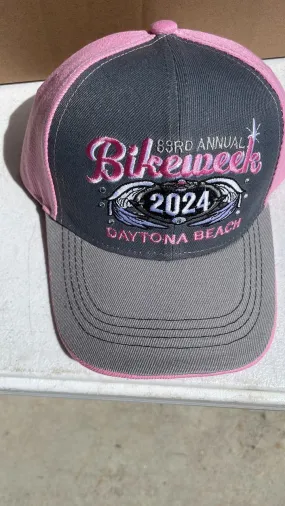 83RD ANNUAL
Bikeweek
2024
DAYTONA BEACH